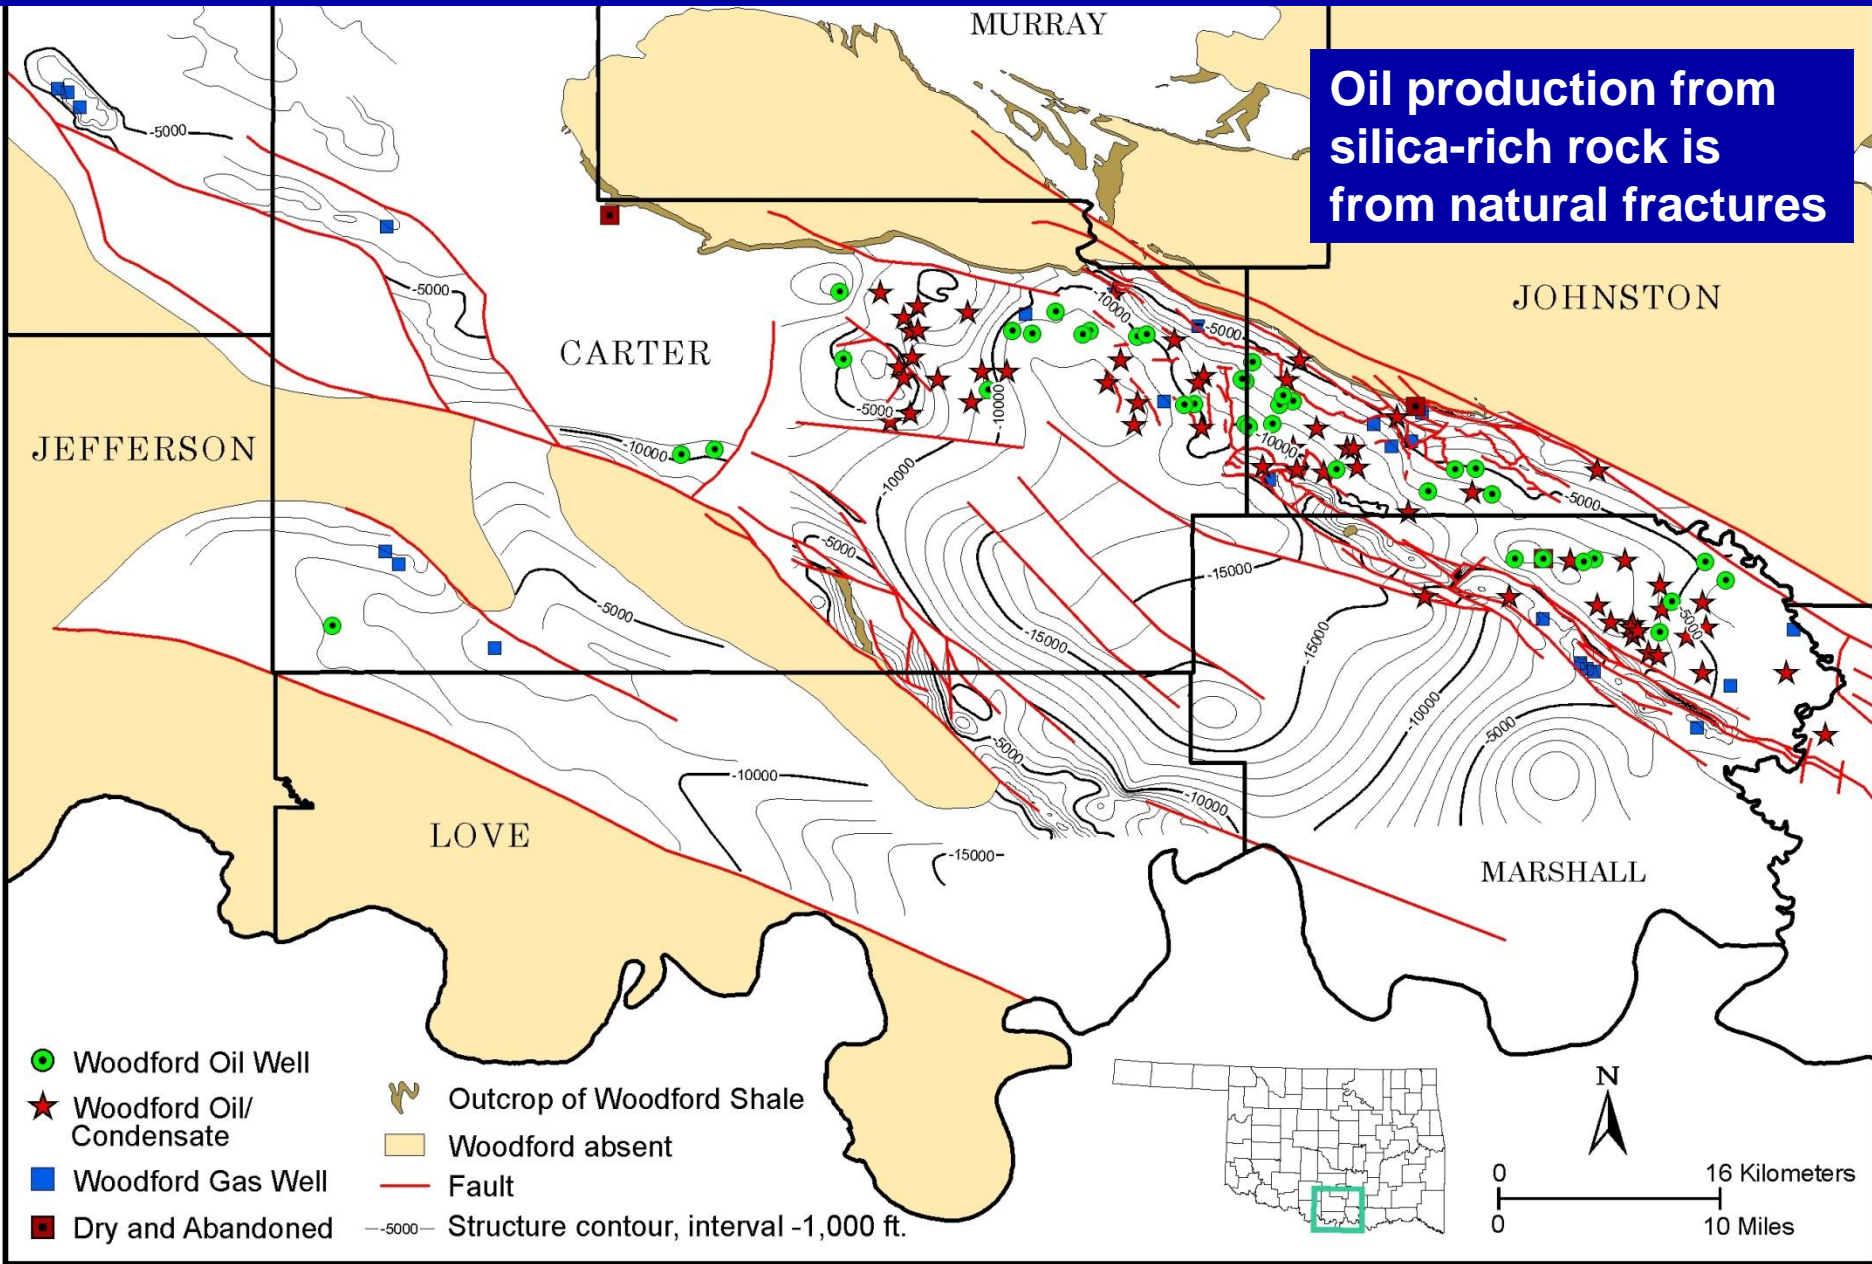 MURRAY
Oil production from
silica-rich rock is
from natural fractures
-5000
-5000
-10000
-5000
JOHNSTON
CARTER
-5000
-10000
-10000
-10000
JEFFERSON
-10000
-5000
-5000
-15000
-5000
-15000
-15000
-5000
-10000
-5000
-5000
-10000
-10000
LOVE
-15000
MARSHALL
Woodford Oil Well
Woodford Oil/
Condensate
Woodford Gas Well
Dry and Abandoned
Outcrop of Woodford Shale
Woodford absent
Fault
-5000
Structure contour, interval -1,000 ft.
N
0 16 Kilometers
0 10 Miles